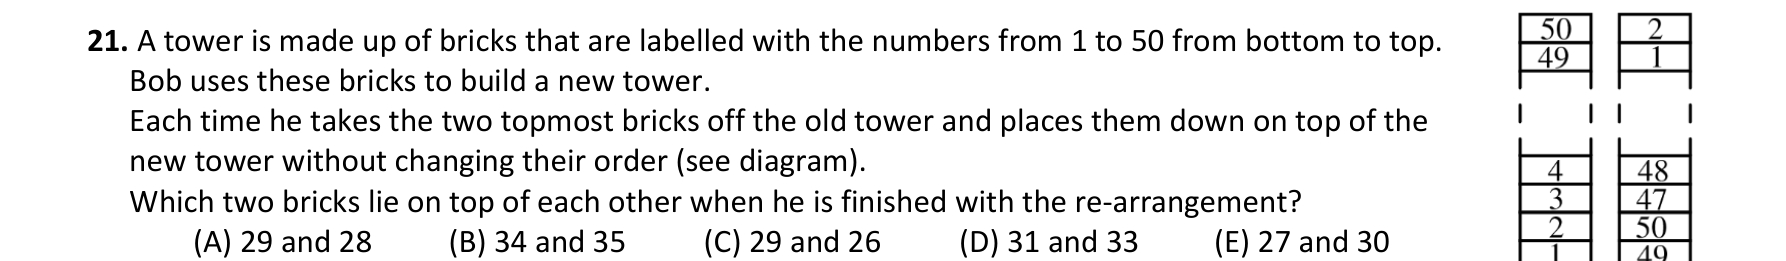 21. A tower is made up of bricks that are labelled with the numbers from 1 to 50 from bottom to top.
Bob uses these bricks to build a new tower.
Each time he takes the two topmost bricks off the old tower and places them down on top of the
new tower without changing their order (see diagram).
Which two bricks lie on top of each other when he is finished with the re-arrangement?
(A) 29 and 28 (B) 34 and 35 (C) 29 and 26 (D) 31 and 33 (E) 27 and 30
50 2
49 1
4 48
3 47
2 50
1 49